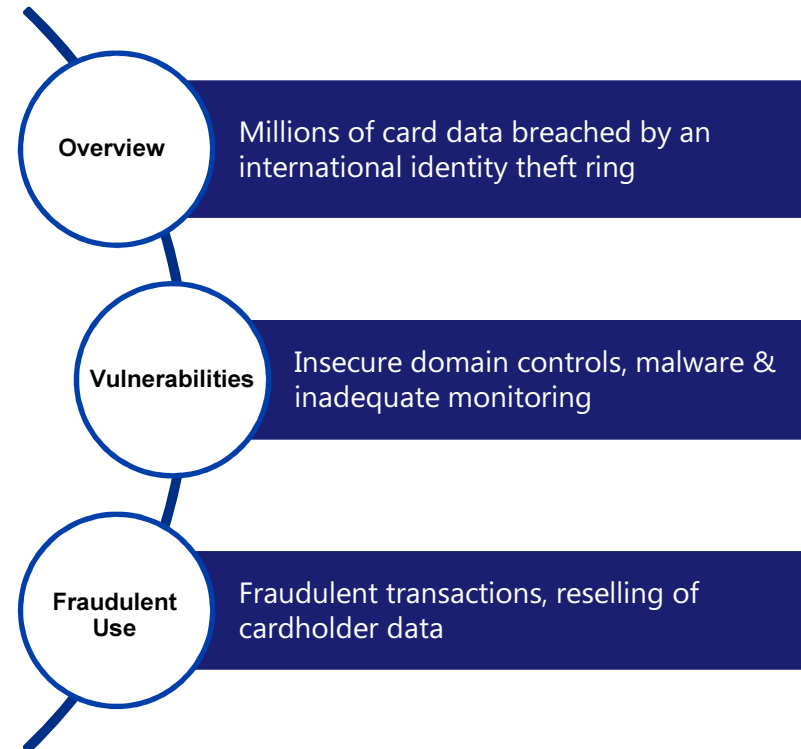 Overview
Millions of card data breached by an
international identity theft ring
Vulnerabilities
Insecure domain controls, malware &
inadequate monitoring
Fraudulent
Use
Fraudulent transactions, reselling of
cardholder data